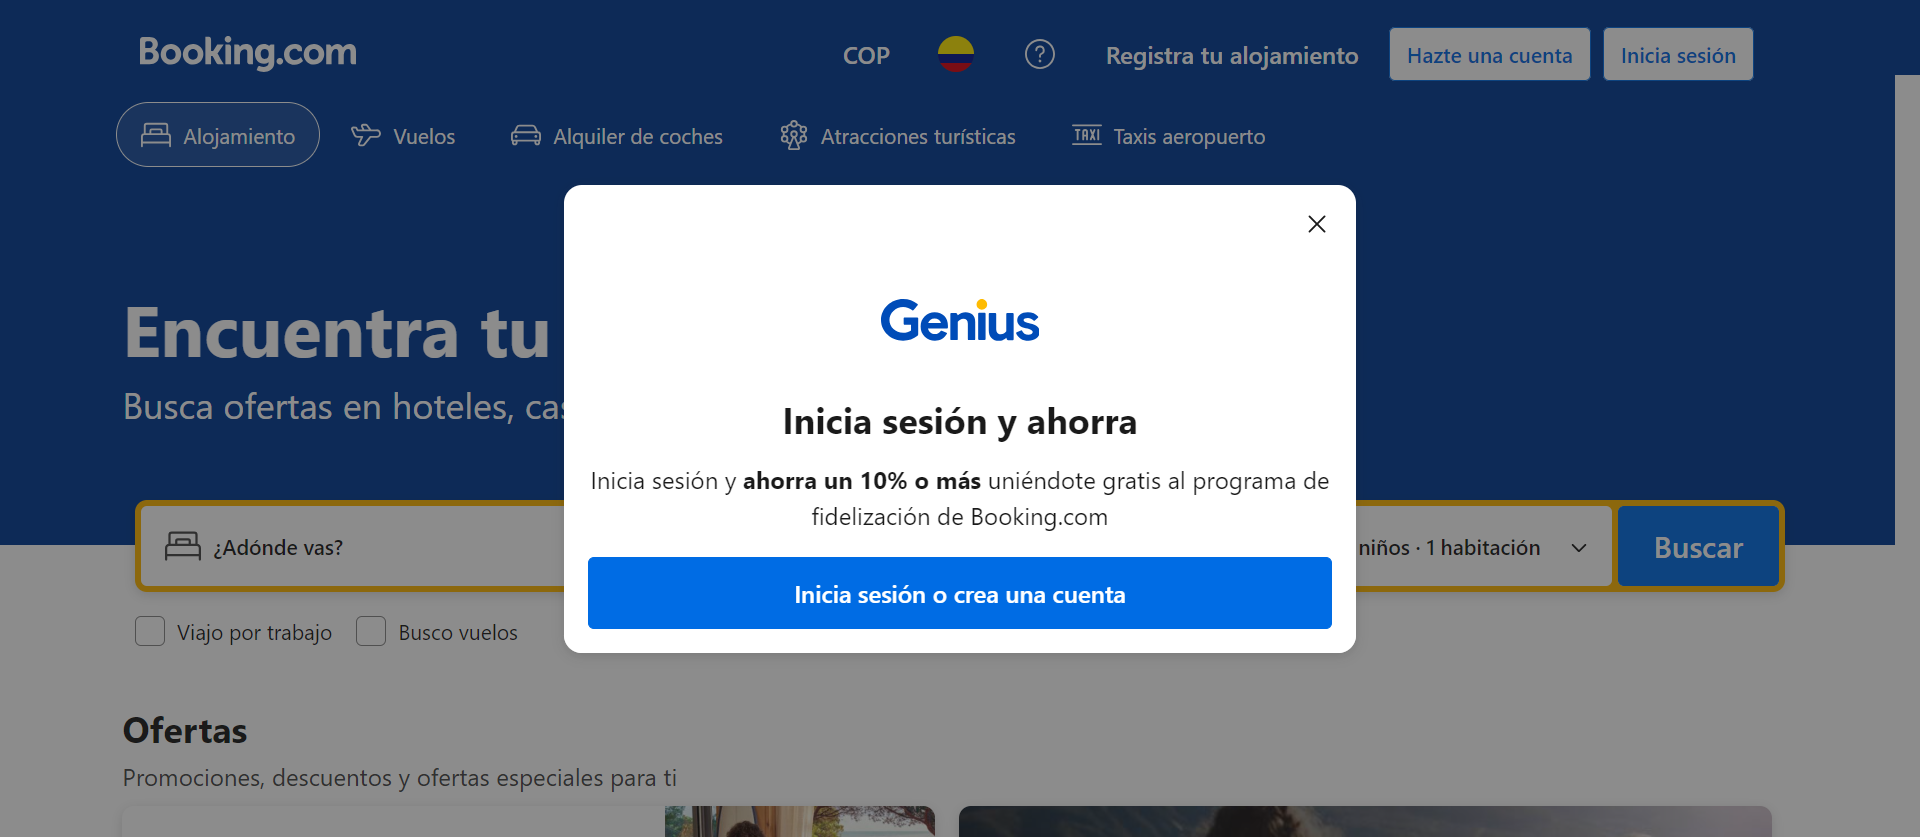 Booking.com
COP
Registra tu alojamiento
Hazte una cuenta
Inicia sesión
Alojamiento
Vuelos
Alquiler de coches
Atracciones turísticas
TAXI
Taxis aeropuerto
Encuentra tu
Busca ofertas en hoteles,
Genius
Inicia sesión y ahorra
Inicia sesión y ahorra un 10% o más uniéndote gratis al programa de
fidelización de Booking.com
Inicia sesión o crea una cuenta
¿Adónde vas?
niños · 1 habitación
Buscar
Viajo por trabajo
Busco vuelos
Ofertas
Promociones, descuentos y ofertas especiales para ti